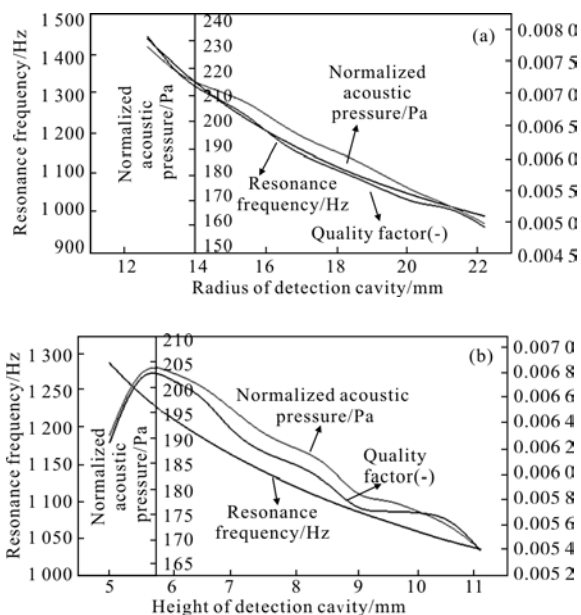 (a)
Resonance frequency/Hz
1 500
1 400
1 300
1 200
1 100
1 000
900
Normalized
acoustic
pressure/Pa
240
230
220
210
200
190
180
170
160
150
Normalized
acoustic
pressure/Pa
Resonance
frequency/Hz
Quality factor(-)
0.008 0
0.007 5
0.007 0
0.006 5
0.006 0
0.005 5
0.005 0
0.004 5
12 14 16 18 20 22
Radius of detection cavity/mm
(b)
Resonance frequency/Hz
1 300
1 250
1 200
1 150
1 100
1 050
1 000
Normalized
acoustic
pressure/Pa
210
205
200
195
190
185
180
175
170
165
Normalized acoustic
pressure/Pa
Quality
factor(-)
Resonance
frequency/Hz
0.007 0
0.006 8
0.006 6
0.006 4
0.006 2
0.006 0
0.005 8
0.005 6
0.005 4
0.005 2
5 6 7 8 9 10 11
Height of detection cavity/mm